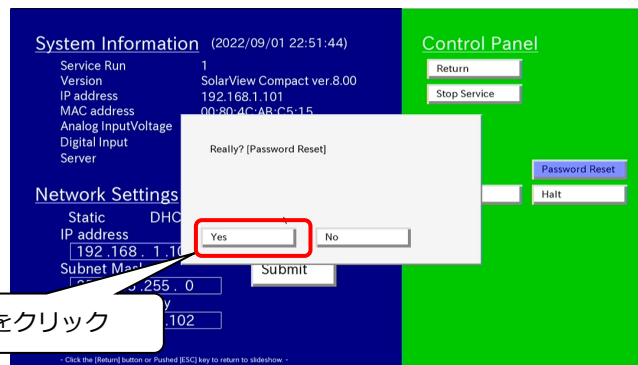 System Information (2022/09/01 22:51:44)
Service Run 1
Version SolarView Compact ver.8.00
IP address 192.168.1.101
MAC address 00:80:4C:AB:C5:15
Analog InputVoltage
Digital Input
Server
Network Settings
Static DHC
IP address
192.168. 1.10
Subnet Mas
.255. 0
y
.102
Submit
- Click the [Return] button or Pushed [ESC] key to return to slideshow. -
Control Panel
Return
Stop Service
Password Reset
Halt
Really? [Password Reset]
Yes No
をクリック